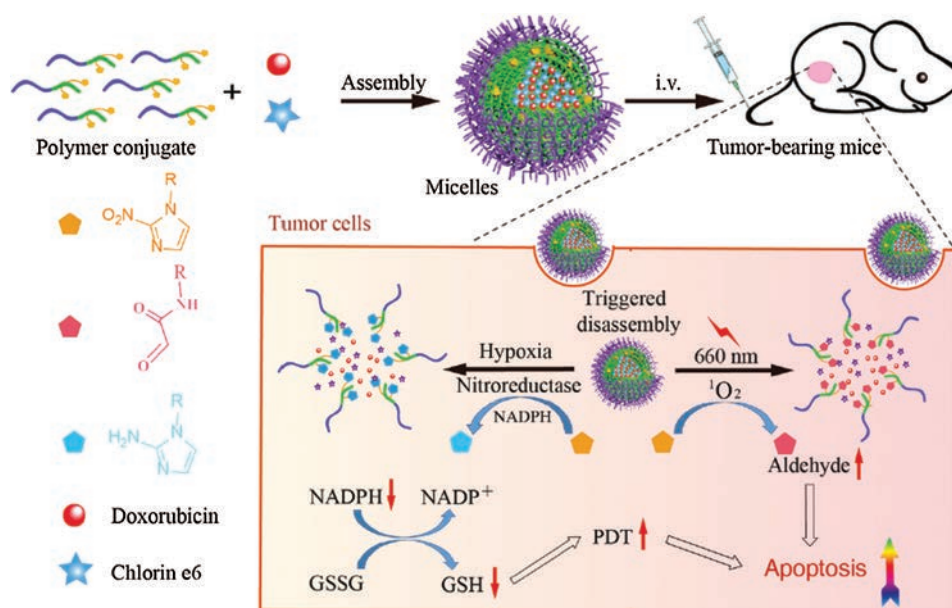 Assembly
i.v.
Polymer conjugate
Micelles
Tumor-bearing mice
R
O₂N
N
N
R
N
H
O
O
R
H₂N
N
N
Doxorubicin
Chlorin e6
Tumor cells
Triggered
disassembly
Hypoxia
Nitroreductase
NADPH
660 nm
¹O₂
Aldehyde
NADPH
NADP⁺
GSSG
GSH
PDT
Apoptosis